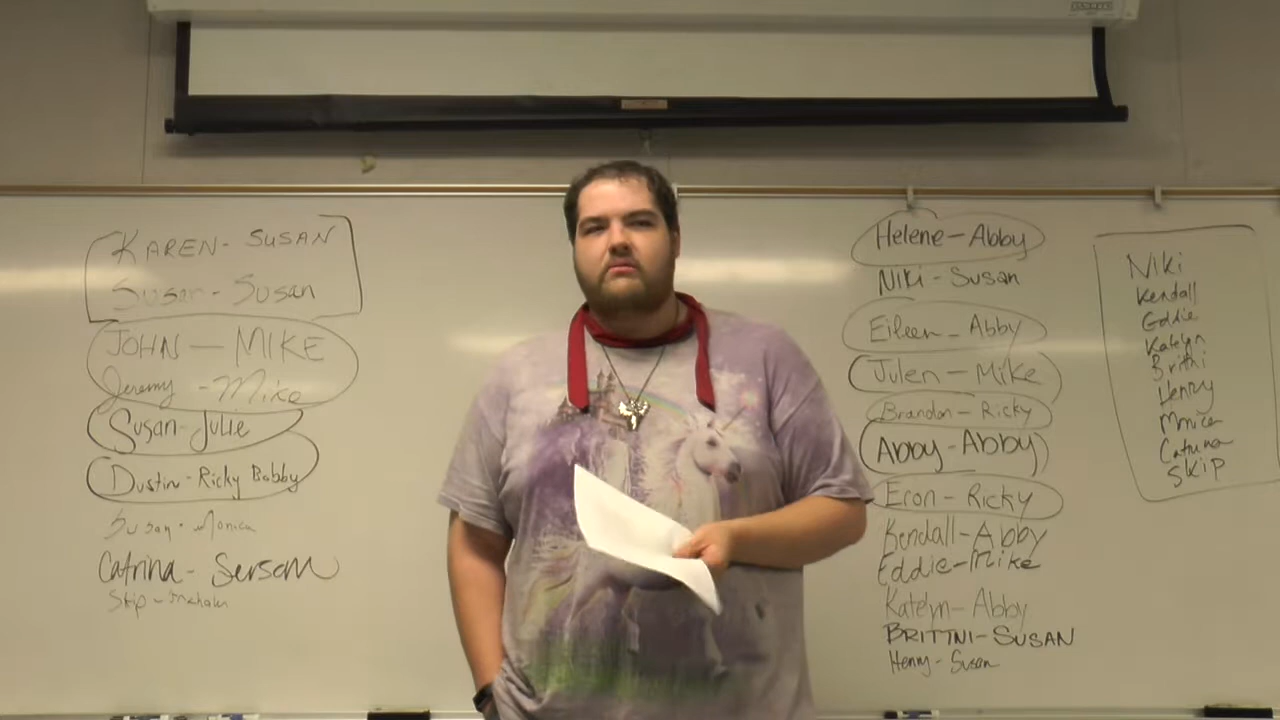 KAREN - SUSAN
Susan - Susan
JOHN — MIKE
Jeremy - Mike
Susan - Julie
Dustin - Ricky Bobby
Susan - Monica
Catrina -
Skip -
Helene - Abby
Niki - Susan
Eileen - Abby
Julen - Mike
Brandon - Ricky
Abby - Abby
Eron - Ricky
Kendall - Abby
Eddie - Mike
Katelyn - Abby
BRITTNI - SUSAN
Henry - Susan
Niki
Kendall
Eddie
Katelyn
Brittni
Henry
Monica
Catrina
Skip